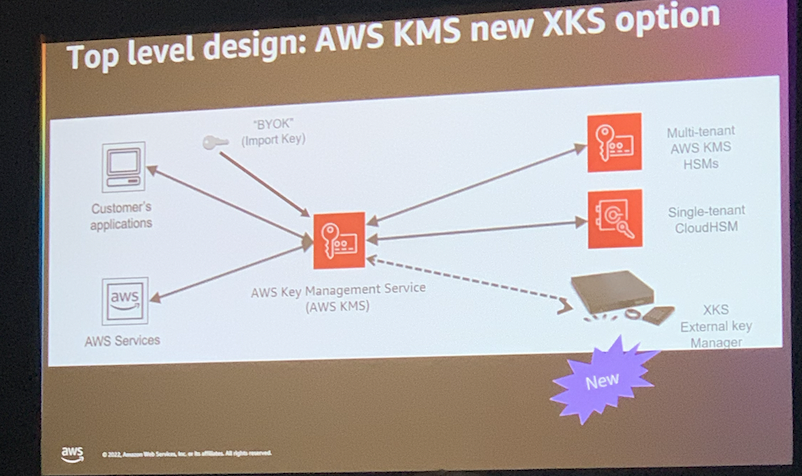 Top level design: AWS KMS new XKS option
"BYOK"
(Import Key)
Customer's
applications
aws
AWS Services
AWS Key Management Service
(AWS KMS)
Multi-tenant
AWS KMS
HSMs
Single-tenant
CloudHSM
XKS
External key
Manager
New
aws
© 2022, Amazon Web Services, Inc. or its affiliates. All rights reserved.